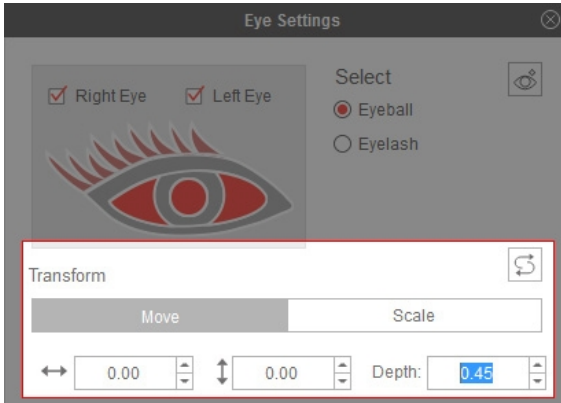 Eye Settings
Select
Right Eye
Left Eye
Eyeball
Eyelash
Transform
Move
Scale
0.00
0.00
Depth:
0.45